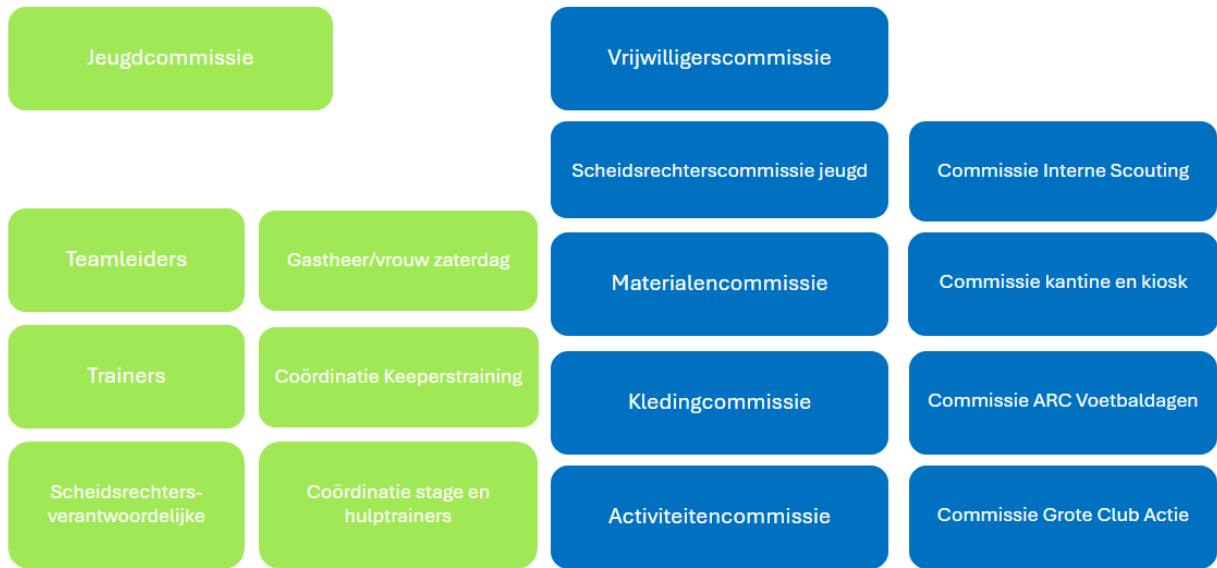 Jeugdcommissie
Vrijwilligerscommissie
Scheidsrechterscommissie jeugd
Commissie Interne Scouting
Teamleiders
Gastheer/vrouw zaterdag
Materialencommissie
Commissie kantine en kiosk
Trainers
Coördinatie Keeperstraining
Kledingcommissie
Commissie ARC Voetbaldagen
Scheidsrechters-
verantwoordelijke
Coördinatie stage en
hulptrainers
Activiteitencommissie
Commissie Grote Club Actie